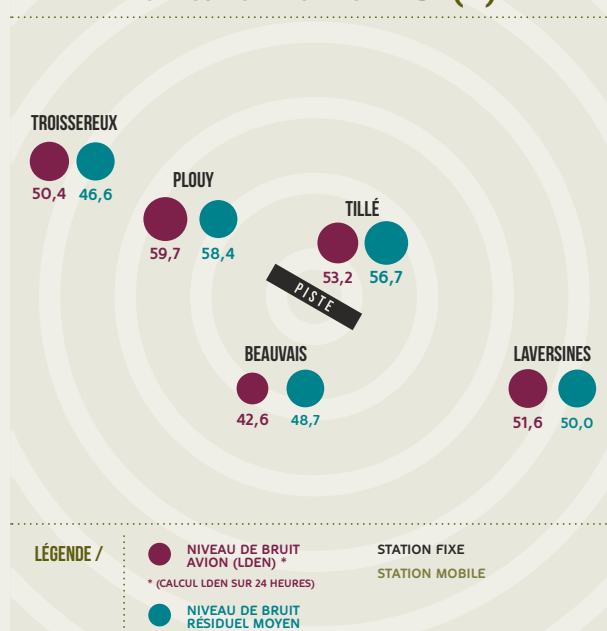 TROISSEREUX
50,4 46,6
PLOUY
59,7 58,4
TILLÉ
53,2 56,7
PISTE
BEAUVAIS
42,6 48,7
LAVERSINES
51,6 50,0
LÉGENDE /
NIVEAU DE BRUIT
AVION (LDEN) *
* (CALCUL LDEN SUR 24 HEURES)
NIVEAU DE BRUIT
RÉSIDUEL MOYEN
STATION FIXE
STATION MOBILE